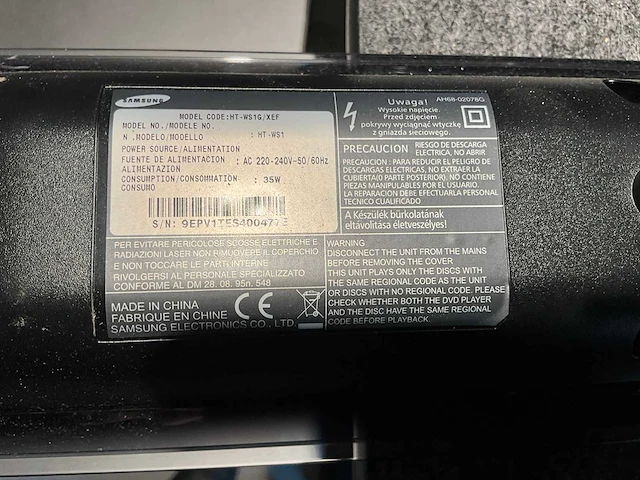 SAMSUNG
MODEL CODE:HT-WS1G/XEF
MODEL NO./MODELE NO.
N .MODELO/MODELLO : HT-WS1
POWER SOURCE/ALIMENTATION
FUENTE DE ALIMENTACION : AC 220-240V~50/60Hz
ALIMENTAZION
CONSUMPTION/CONSOMMATION : 35W
CONSUMO
S/N: 9EPV1TES400477E
PER EVITARE PERICOLOSE SCOSSE ELETTRICHE E
RADIAZIONI LASER NON RIMUOVERE IL COPERCHIO
E NON TOCCARE LE PARTI INTERNE
RIVOLGERSI AL PERSONALE SPECIALIZZATO
CONFORME AL DM 28. 08. 95n. 548
MADE IN CHINA
FABRIQUE EN CHINE
SAMSUNG ELECTRONICS CO., LTD
CE
AH68-02078G
Uwaga!
Wysokie napięcie.
Przed zdjęciem
pokrywy wyciągnąć wtyczkę
z gniazda sieciowego.
PRECAUCION RIESGO DE DESCARGA
ELECTRICA, NO ABRIR
PRECAUCION : PARA REDUCIR EL PELIGRO DE
DESCARGAS ELECTRICAS, NO EXTRAER LA
CUBIERTA(O PARTE POSTERIOR). NO CONTIENE
PIEZAS MANIPULABLES POR EL USUARIO.
LA REPARACION DEBE EFECTUARLA PERSONAL
TECNICO CUALIFICADO
A Készülék bürkolatának
eltávolítása életveszélyes!
WARNING
DISCONNECT THE UNIT FROM THE MAINS
BEFORE REMOVING THE COVER
THIS UNIT PLAYS ONLY THE DISCS WITH
THE SAME REGIONAL CODE AS THE UNIT
OR DISCS WITH NO REGIONAL CODE. PLEASE
CHECK WHETHER BOTH THE DVD PLAYER
AND THE DISC HAVE THE SAME REGIONAL
CODE BEFORE PLAYBACK.